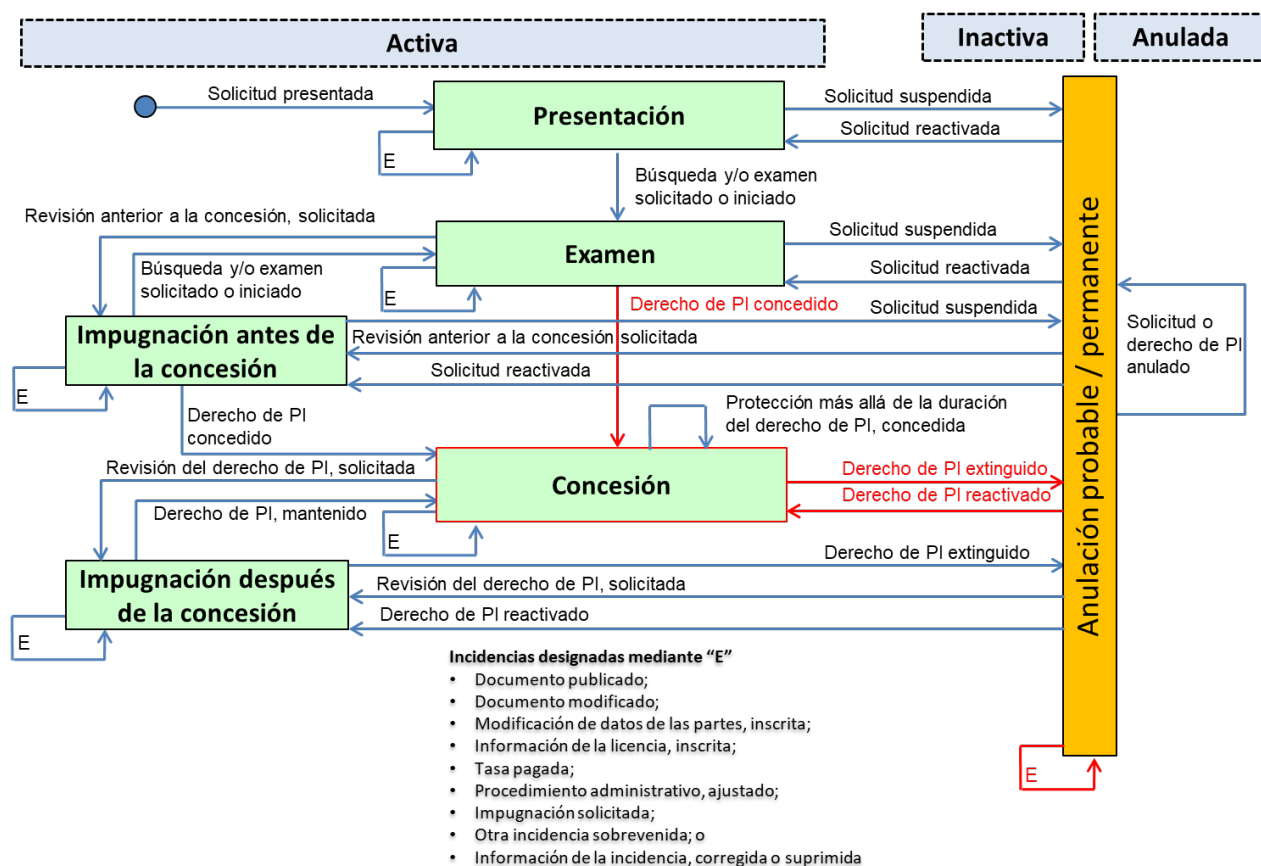 Activa
Inactiva
Anulada
Solicitud presentada
Presentación
Solicitud suspendida
Solicitud reactivada
E
Búsqueda y/o examen
solicitado o iniciado
Revisión anterior a la concesión, solicitada
Examen
Solicitud suspendida
Solicitud reactivada
Búsqueda y/o examen
solicitado o iniciado
E
Derecho de PI concedido
Solicitud suspendida
Impugnación antes de
la concesión
Revisión anterior a la concesión solicitada
Solicitud reactivada
E
Solicitud o
derecho de PI
anulado
Anulación probable / permanente
Derecho de PI
concedido
Protección más allá de la duración
del derecho de PI, concedida
Revisión del derecho de PI, solicitada
Concesión
Derecho de PI extinguido
Derecho de PI reactivado
Derecho de PI, mantenido
E
Derecho de PI extinguido
Impugnación después
de la concesión
Revisión del derecho de PI, solicitada
Derecho de PI reactivado
E
Incidencias designadas mediante “E”
• Documento publicado;
• Documento modificado;
• Modificación de datos de las partes, inscrita;
• Información de la licencia, inscrita;
• Tasa pagada;
• Procedimiento administrativo, ajustado;
• Impugnación solicitada;
• Otra incidencia sobrevenida; o
• Información de la incidencia, corregida o suprimida
E